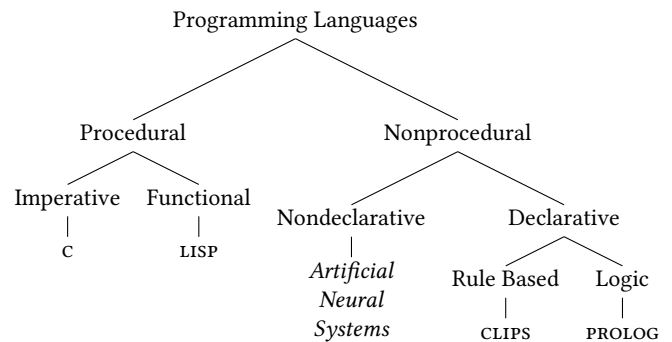 Programming Languages
Procedural Nonprocedural
Imperative Functional
Nondeclarative Declarative
C LISP
Artificial
Neural
Systems
Rule Based Logic
CLIPS PROLOG